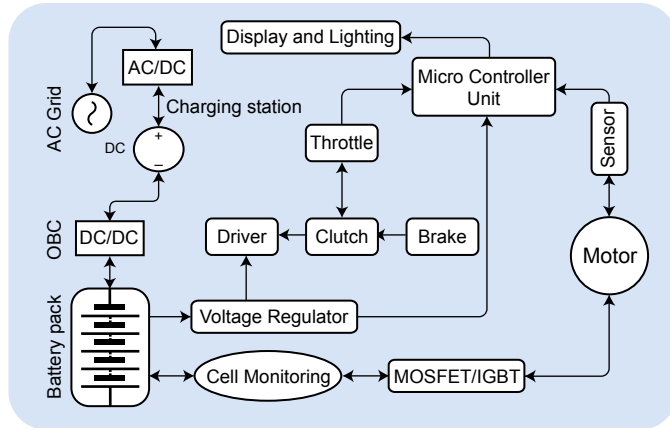 Display and Lighting
AC/DC
Micro Controller
Unit
AC Grid
Charging station
DC
+
–
Throttle
Sensor
OBC
DC/DC
Driver
Clutch
Brake
Motor
Battery pack
Voltage Regulator
Cell Monitoring
MOSFET/IGBT